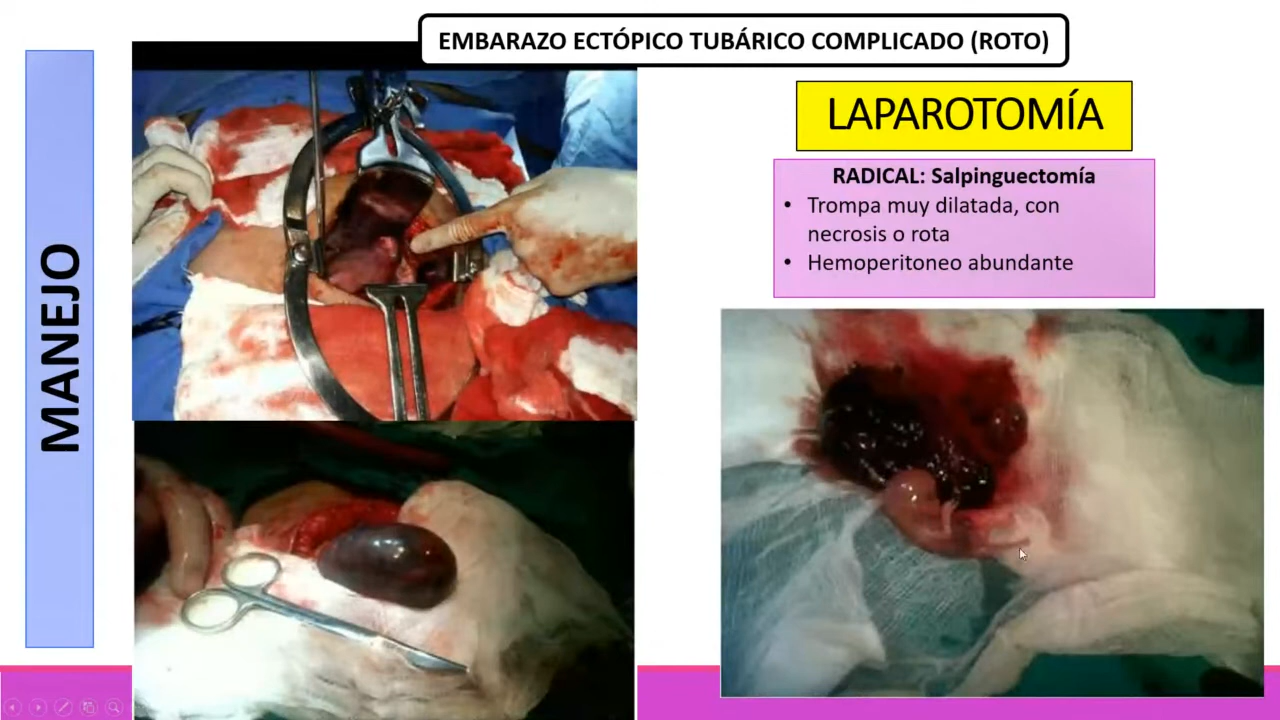 EMBARAZO ECTÓPICO TUBÁRICO COMPLICADO (ROTO)
MANEJO
LAPAROTOMÍA
RADICAL: Salpinguectomía
• Trompa muy dilatada, con
necrosis o rota
• Hemoperitoneo abundante